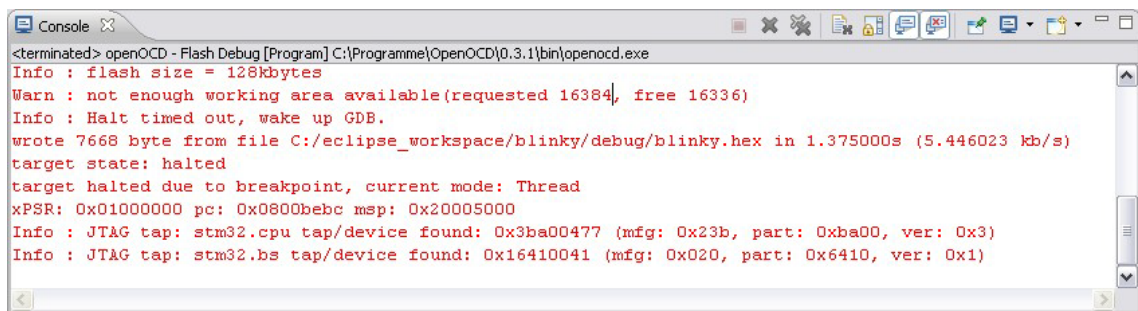 Console
<terminated> openOCD - Flash Debug [Program] C:\Programme\OpenOCD\0.3.1\bin\openocd.exe
Info : flash size = 128kbytes
Warn : not enough working area available(requested 16384, free 16336)
Info : Halt timed out, wake up GDB.
wrote 7668 byte from file C:/eclipse_workspace/blinky/debug/blinky.hex in 1.375000s (5.446023 kb/s)
target state: halted
target halted due to breakpoint, current mode: Thread
xPSR: 0x01000000 pc: 0x0800bebc msp: 0x20005000
Info : JTAG tap: stm32.cpu tap/device found: 0x3ba00477 (mfg: 0x23b, part: 0xba00, ver: 0x3)
Info : JTAG tap: stm32.bs tap/device found: 0x16410041 (mfg: 0x020, part: 0x6410, ver: 0x1)